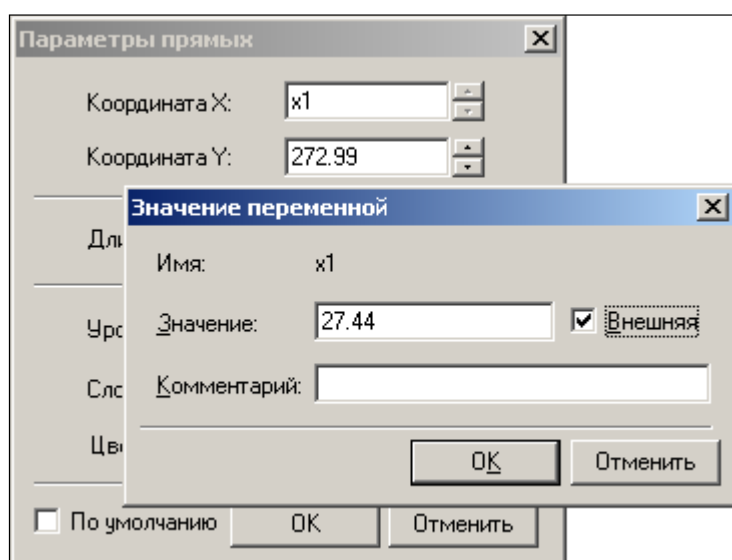 Параметры прямых
Координата X: x1
Координата Y: 272.99
Значение переменной
Имя: x1
Значение: 27.44 Внешняя
Комментарий:
OK Отменить
По умолчанию OK Отменить